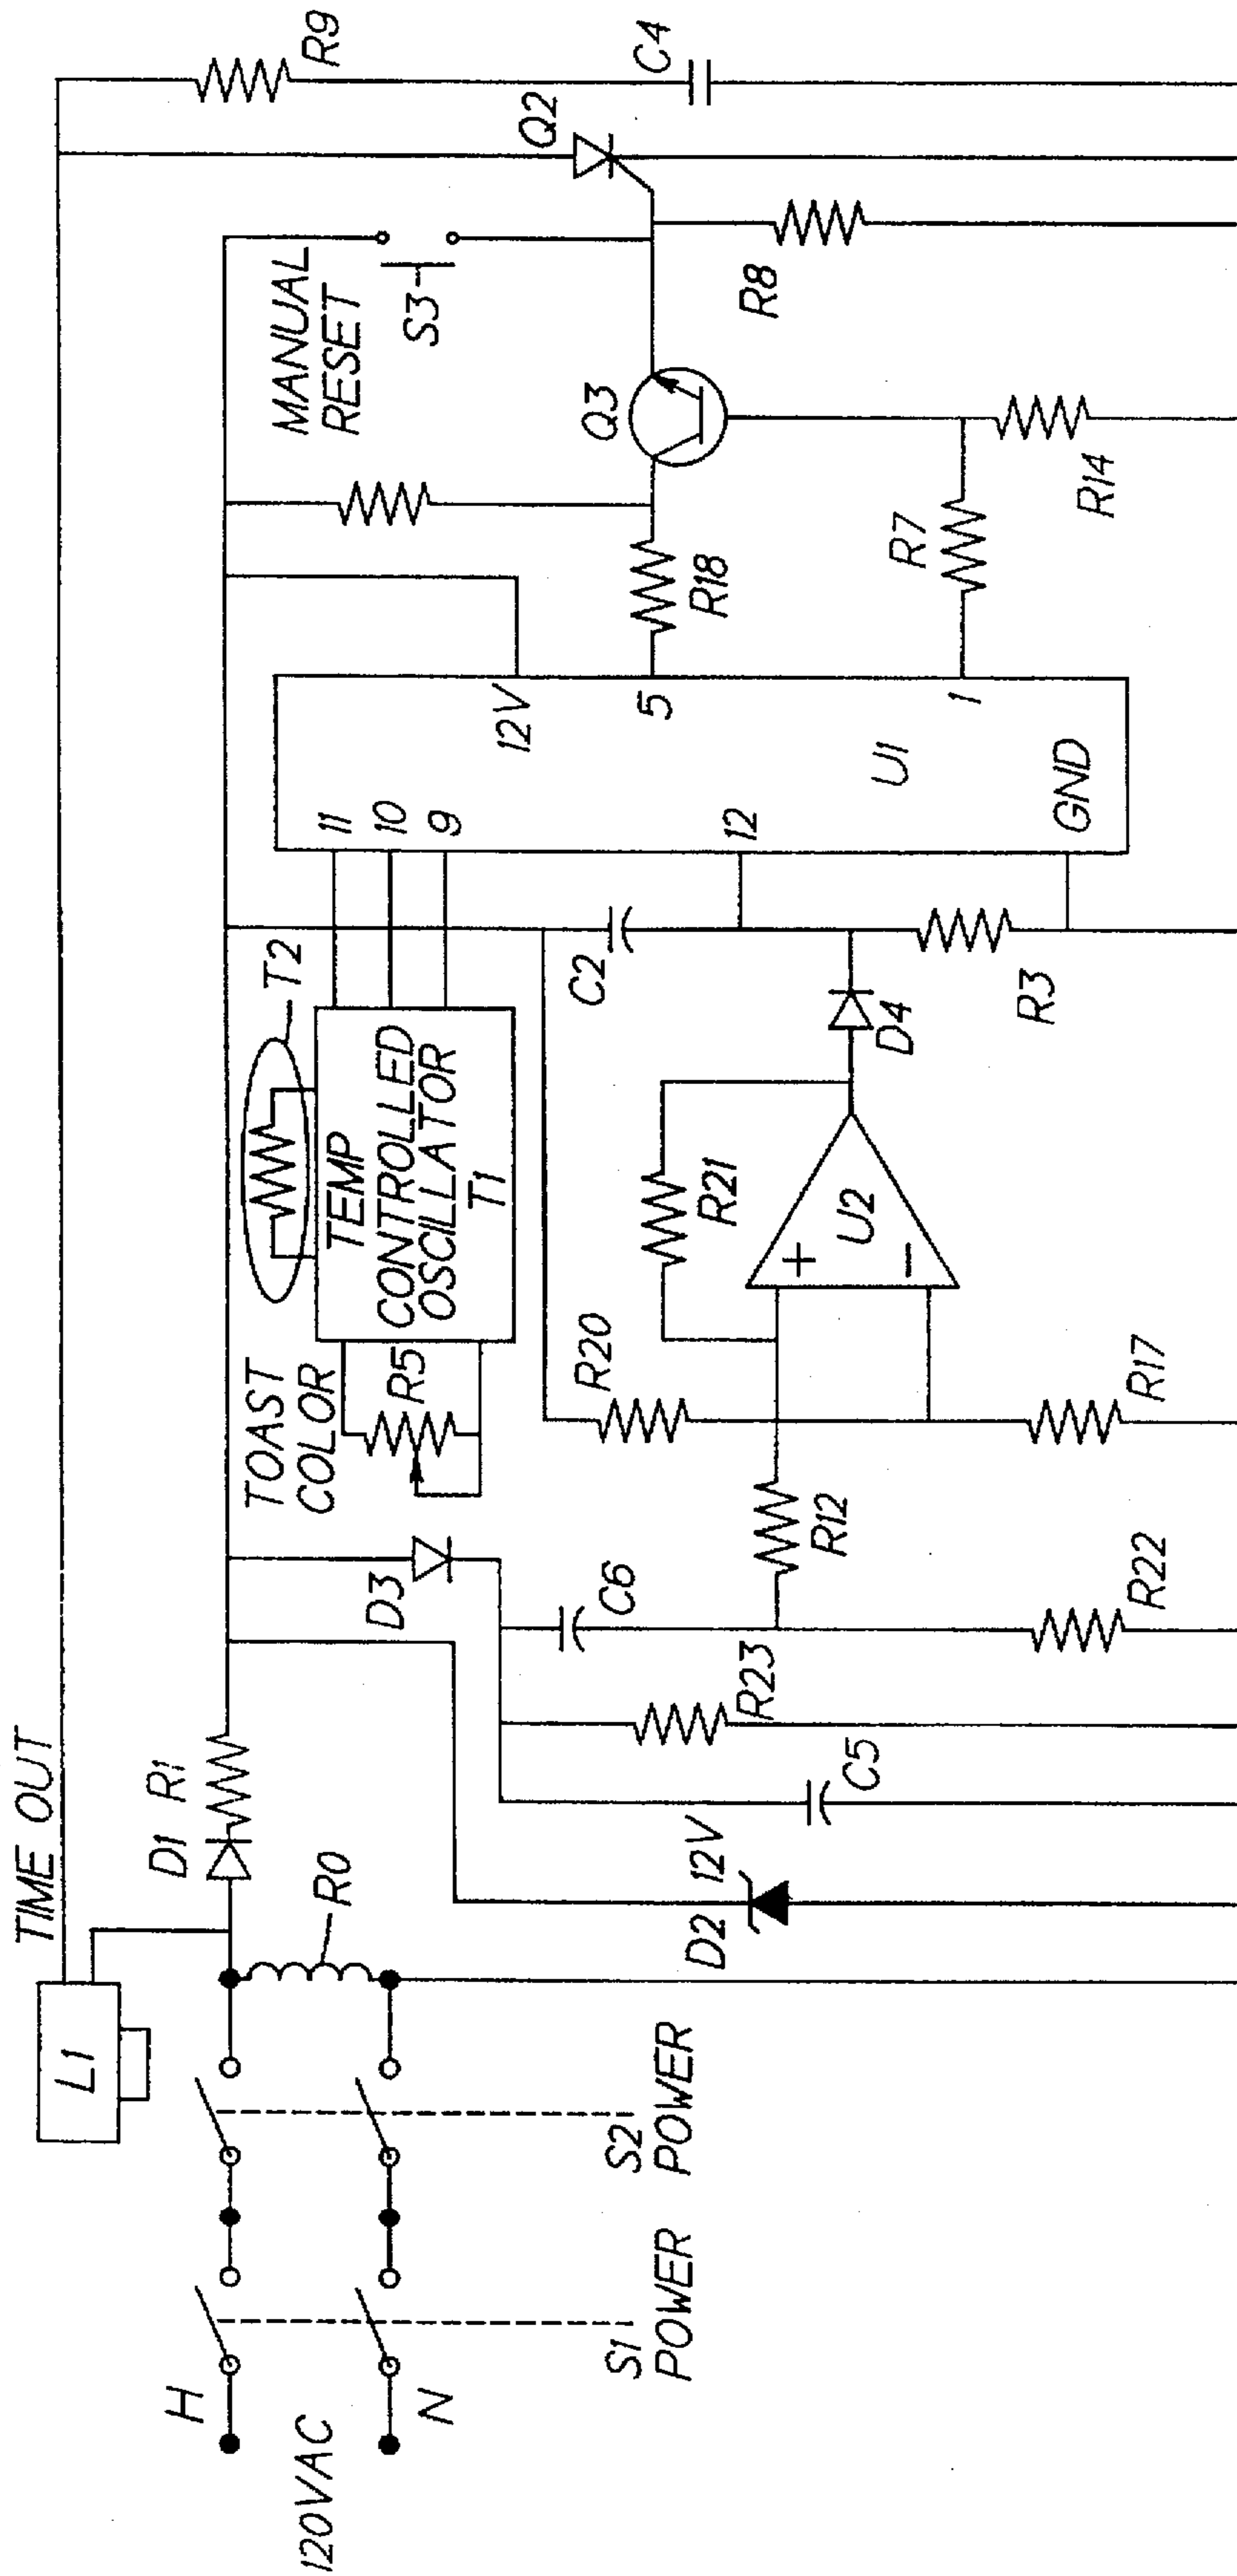 TIME OUT
L1
H
120VAC
N
S1
POWER
S2
POWER
R0
D1
R1
D2
12V
C5
R23
D3
C6
R22
R12
TOAST
COLOR
R5
TEMP
CONTROLLED
OSCILLATOR
T1
T2
R20
R17
R21
+
U2
−
D4
C2
R3
11
10
9
12
GND
U1
12V
5
1
R18
R7
R14
Q3
MANUAL
RESET
S3
R8
Q2
C4
R9